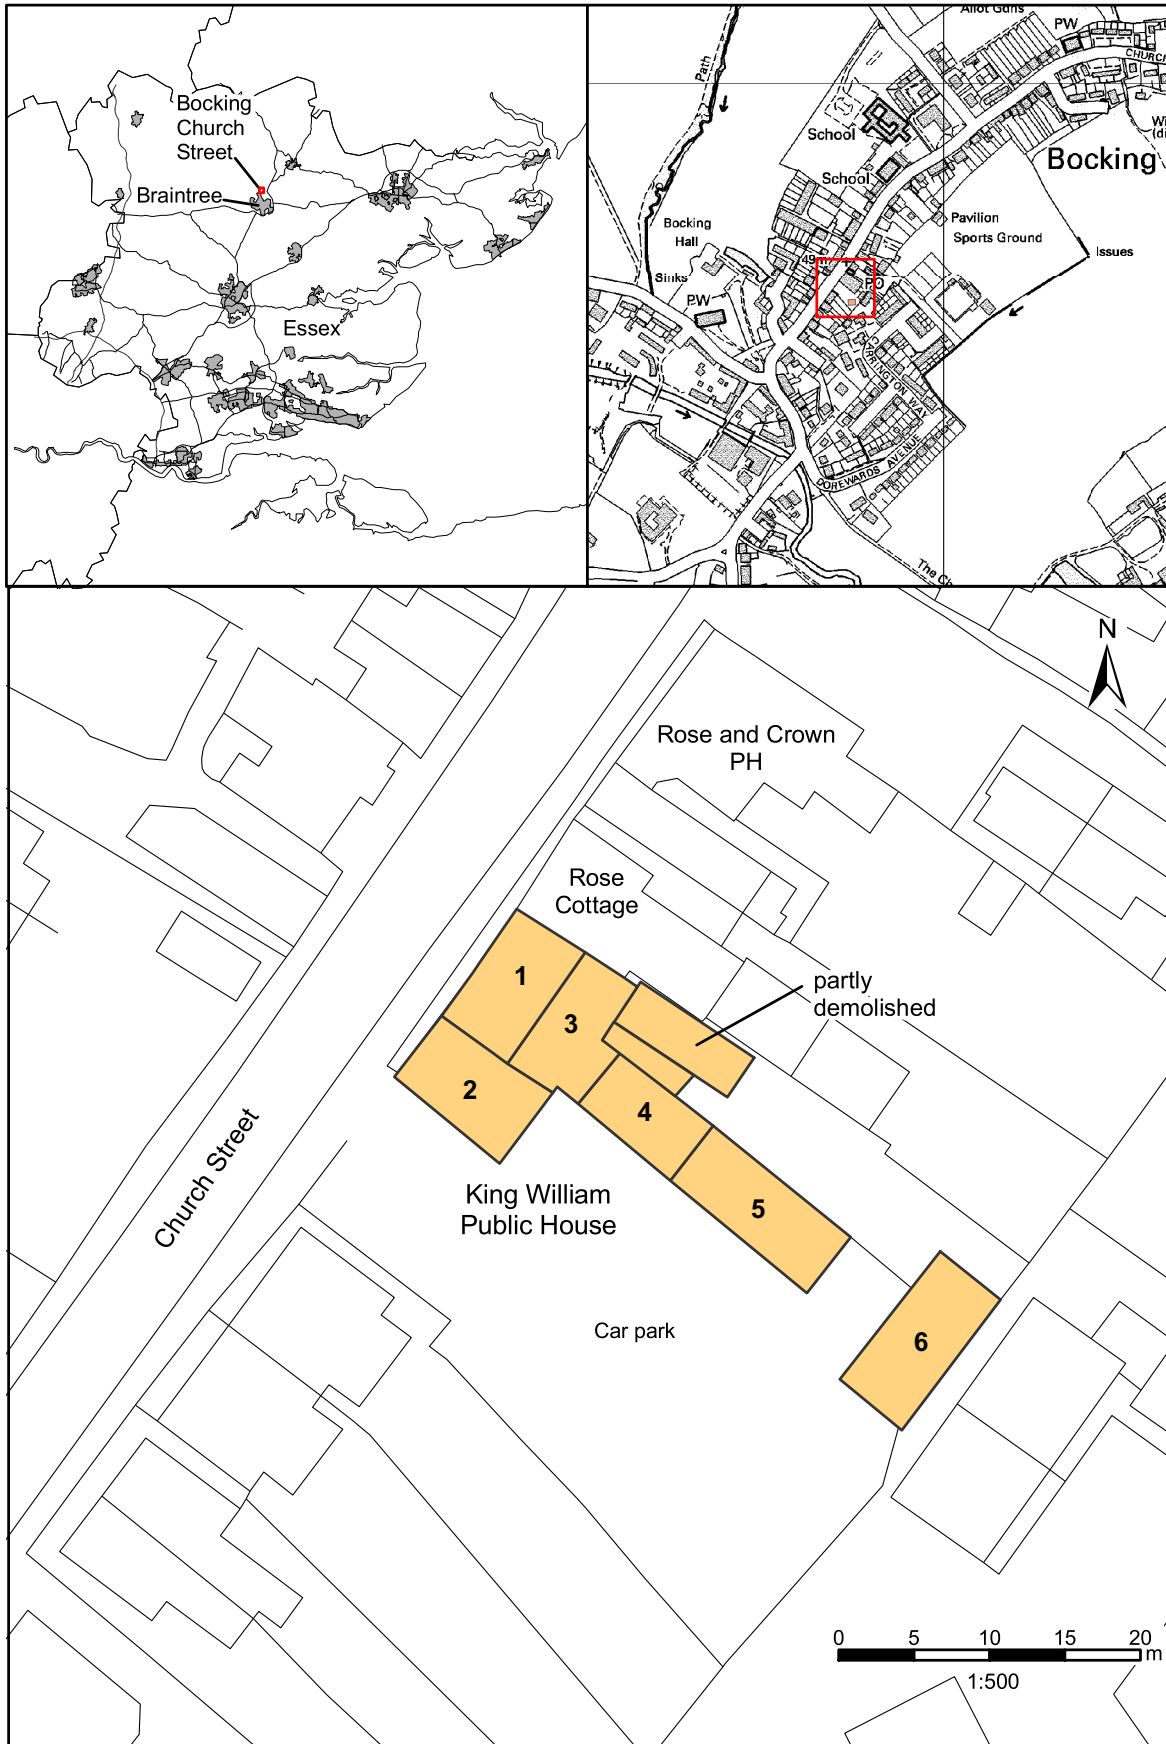 Bocking
Church
Street
Braintree
Essex
Path
Allot Gdns
PW
CHURCH
School
School
Bocking
Pavilion
Sports Ground
Issues
Bocking
Hall
Sinks
PW
49
PO
CARRINGTON WAY
DOREWARDS AVENUE
N
Rose and Crown
PH
Rose
Cottage
partly
demolished
1
3
2
4
5
6
King William
Public House
Church Street
Car park
0 5 10 15 20
m
1:500